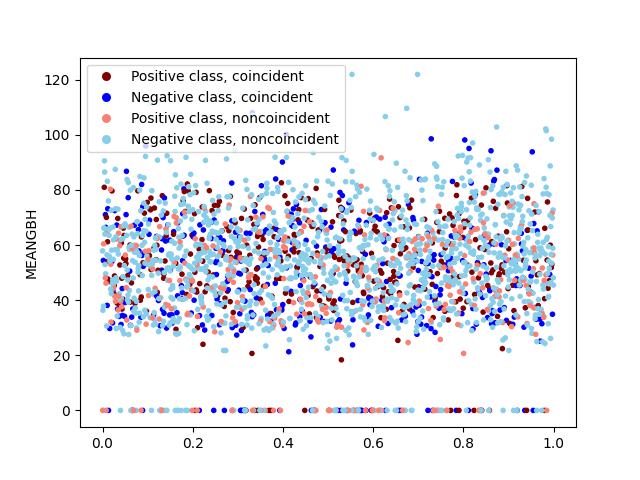 Positive class, coincident
Negative class, coincident
Positive class, noncoincident
Negative class, noncoincident
MEANGBH
120
100
80
60
40
20
0
0.0 0.2 0.4 0.6 0.8 1.0